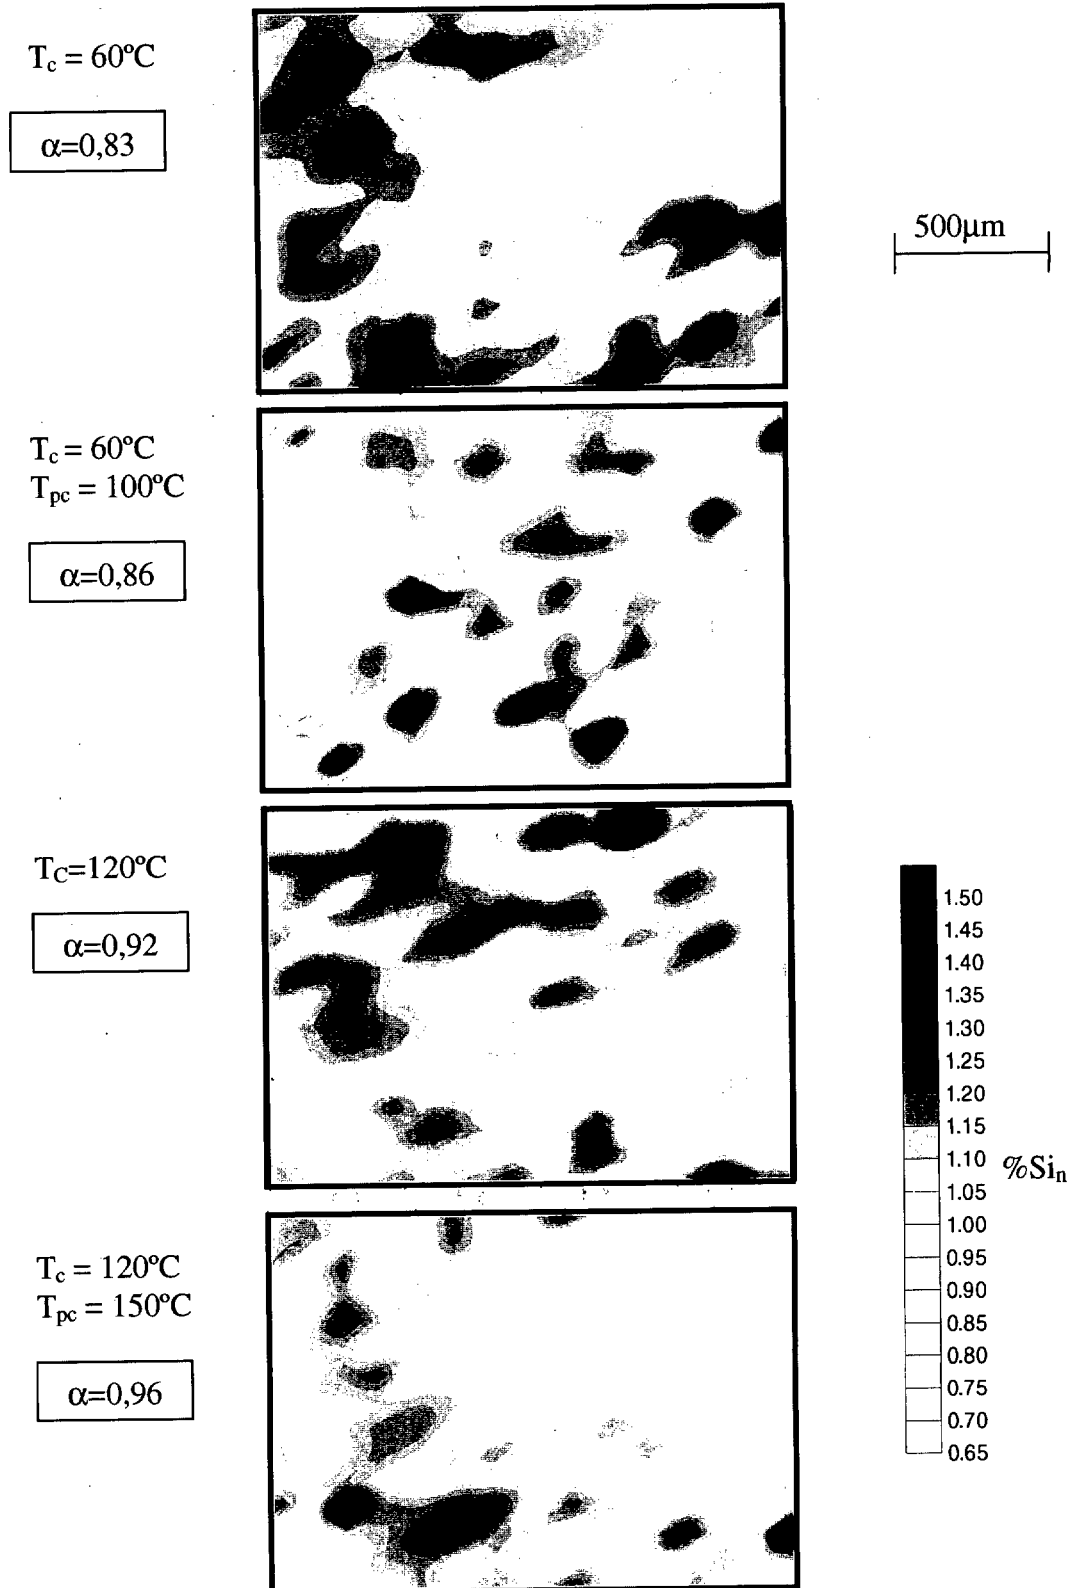 T_c = 60ºC
α=0,83
500µm
T_c = 60ºC
T_pc = 100ºC
α=0,86
T_C=120ºC
α=0,92
1.50
1.45
1.40
1.35
1.30
1.25
1.20
1.15
1.10
%Si_n
1.05
1.00
0.95
0.90
0.85
0.80
0.75
0.70
0.65
T_c = 120ºC
T_pc = 150ºC
α=0,96